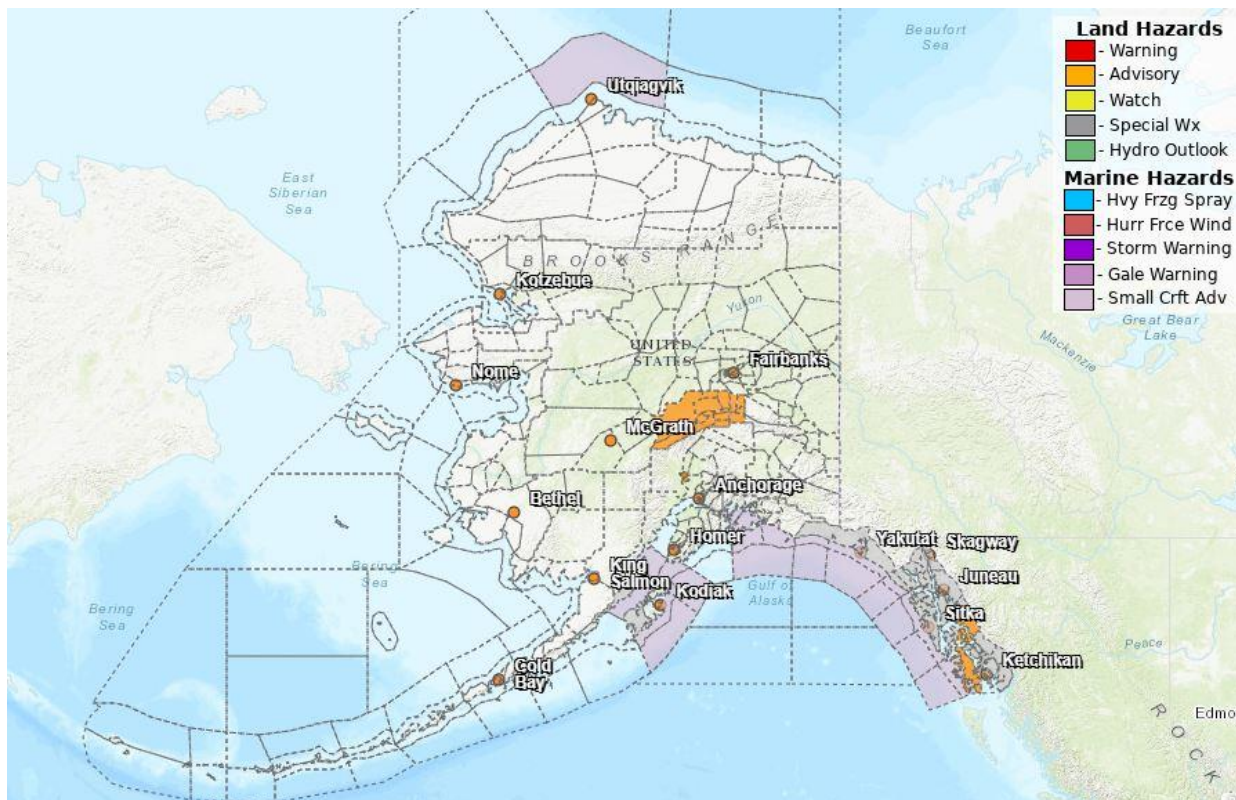 Beaufort
Sea
Land Hazards
- Warning
- Advisory
- Watch
- Special Wx
- Hydro Outlook
Marine Hazards
- Hvy Frzg Spray
- Hurr Frce Wind
- Storm Warning
- Gale Warning
- Small Crft Adv
Utqiagvik
East
Siberian
Sea
BROOKS RANGE
Kotzebue
Yukon
Great Bear
Lake
Mackenzie
UNITED
STATES
Fairbanks
Nome
McGrath
Anchorage
Bethel
Homer
Yakutat
Skagway
King
Salmon
Kodiak
Juneau
Bering
Sea
Gulf of
Alaska
Bering
Sea
Sitka
Peace
Ketchikan
Cold
Bay
Edmo
ROCK